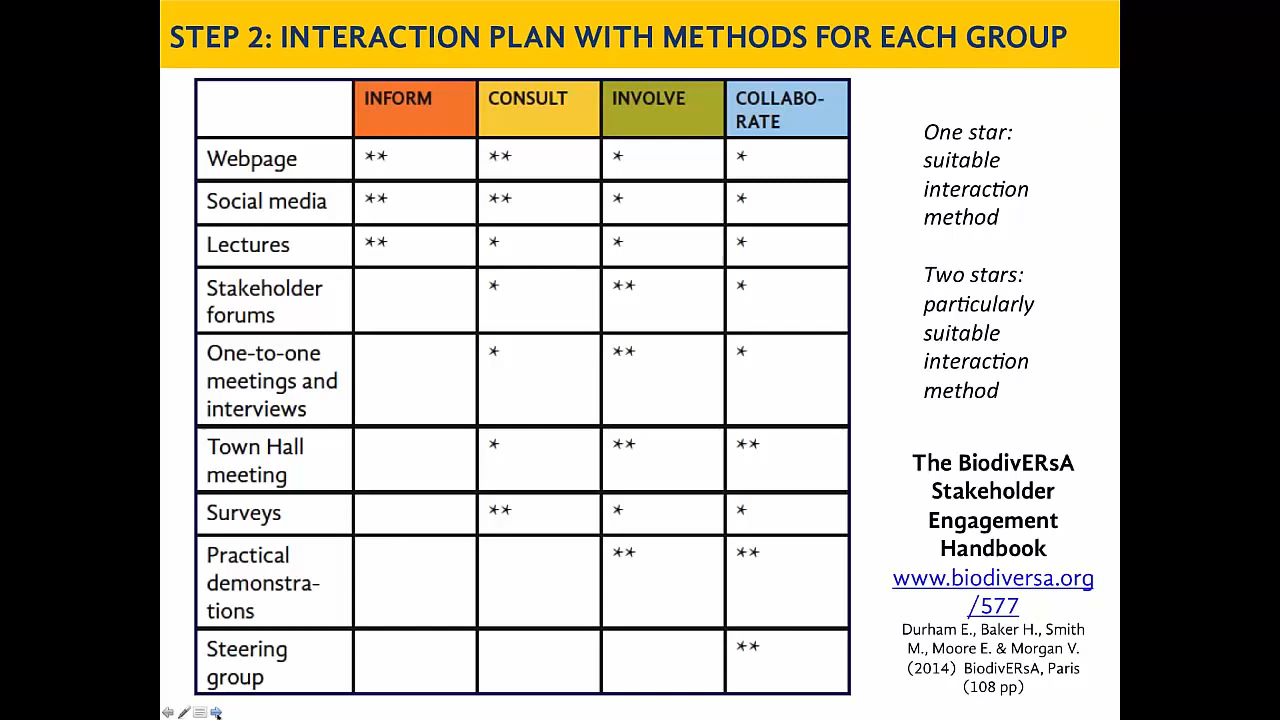 STEP 2: INTERACTION PLAN WITH METHODS FOR EACH GROUP
INFORM CONSULT INVOLVE COLLABO-
RATE
Webpage ** ** * *
Social media ** ** * *
Lectures ** * * *
Stakeholder * ** *
forums
One-to-one * ** *
meetings and
interviews
Town Hall * ** **
meeting
Surveys ** * *
Practical ** **
demonstra-
tions
Steering **
group
One star:
suitable
interaction
method
Two stars:
particularly
suitable
interaction
method
The BiodivERsA
Stakeholder
Engagement
Handbook
www.biodiversa.org
/577
Durham E., Baker H., Smith
M., Moore E. & Morgan V.
(2014) BiodivERsA, Paris
(108 pp)